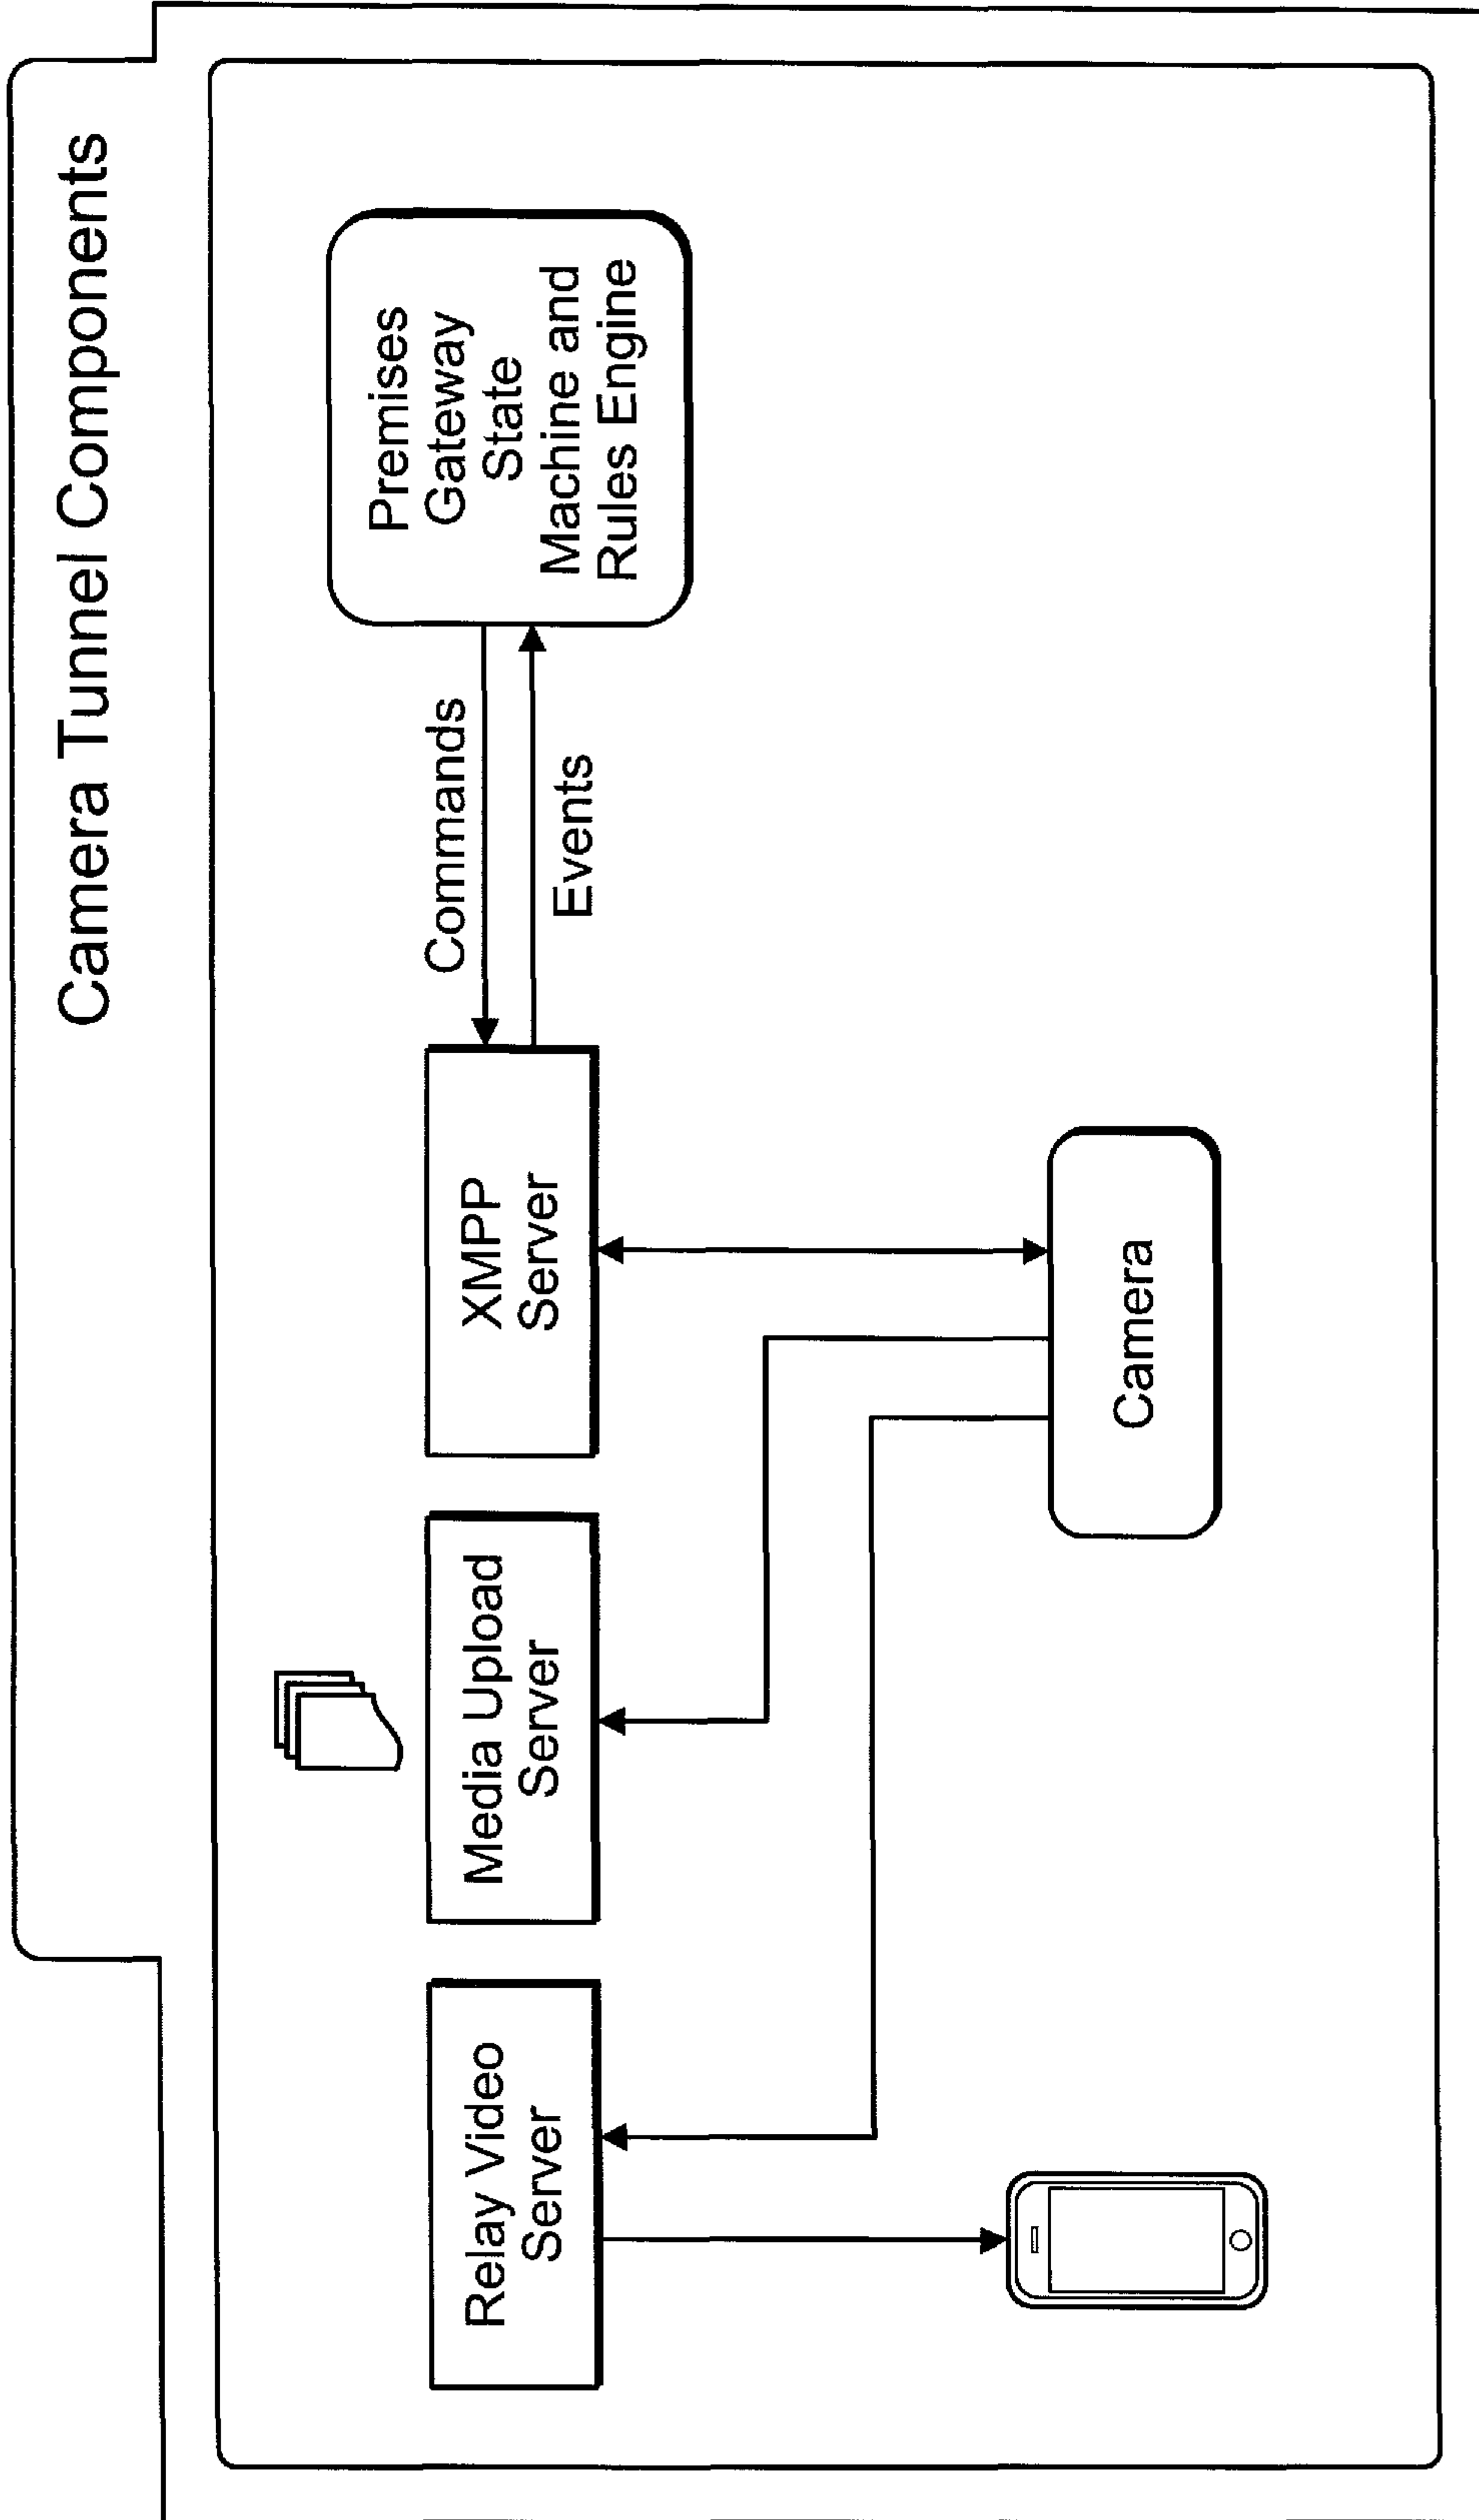 Camera Tunnel Components
Relay Video
Server
Media Upload
Server
XMPP
Server
Commands
Events
Premises
Gateway
State
Machine and
Rules Engine
Camera